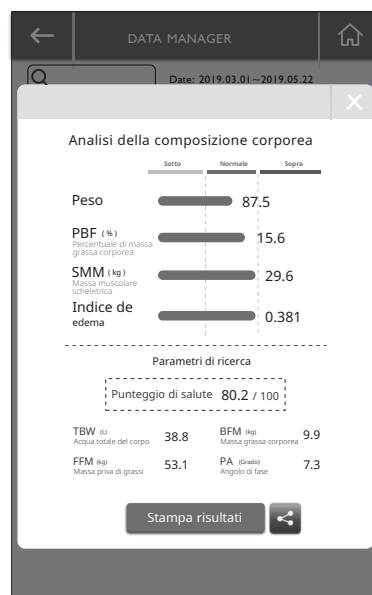 DATA MANAGER
Date: 2019.03.01~2019.05.22
X
Analisi della composizione corporea
Sotto Normale Sopra
Peso 87.5
PBF (%) 15.6
Percentuale di massa
grassa corporea
SMM (kg) 29.6
Massa muscolare
scheletrica
Indice de
edema 0.381
Parametri di ricerca
Punteggio di salute 80.2 / 100
TBW (L) 38.8 BFM (kg) 9.9
Acqua totale del corpo Massa grassa corporea
FFM (kg) 53.1 PA (Grado) 7.3
Massa priva di grassi Angolo di fase
Stampa risultati